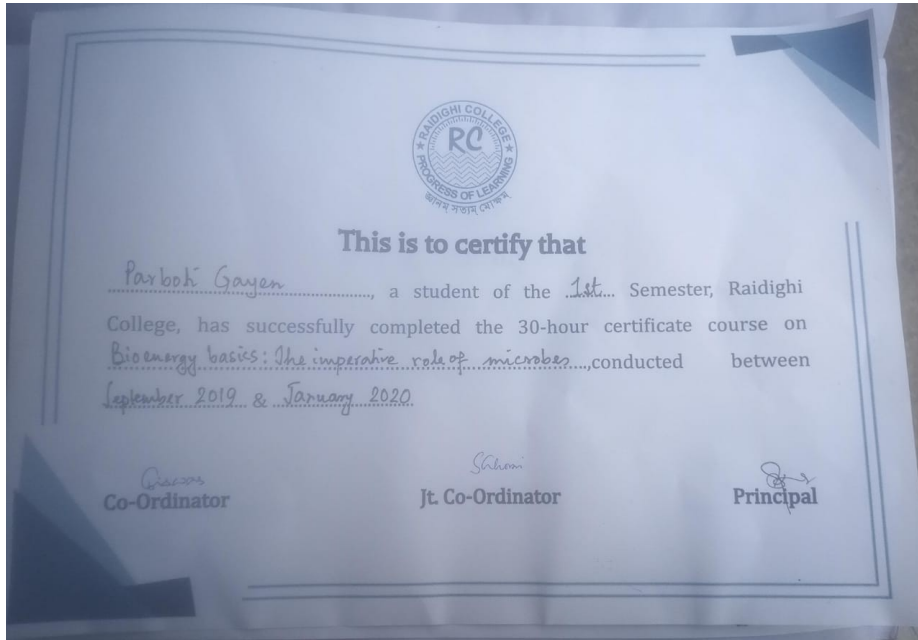 RAIDIGHI COLLEGE
RC
PROGRESS OF LEARNING
This is to certify that
Parboti Gayen, a student of the 1st Semester, Raidighi
College, has successfully completed the 30-hour certificate course on
Bioenergy basics: The imperative role of microbes, conducted between
September 2019 & January 2020
Co-Ordinator Jt. Co-Ordinator Principal